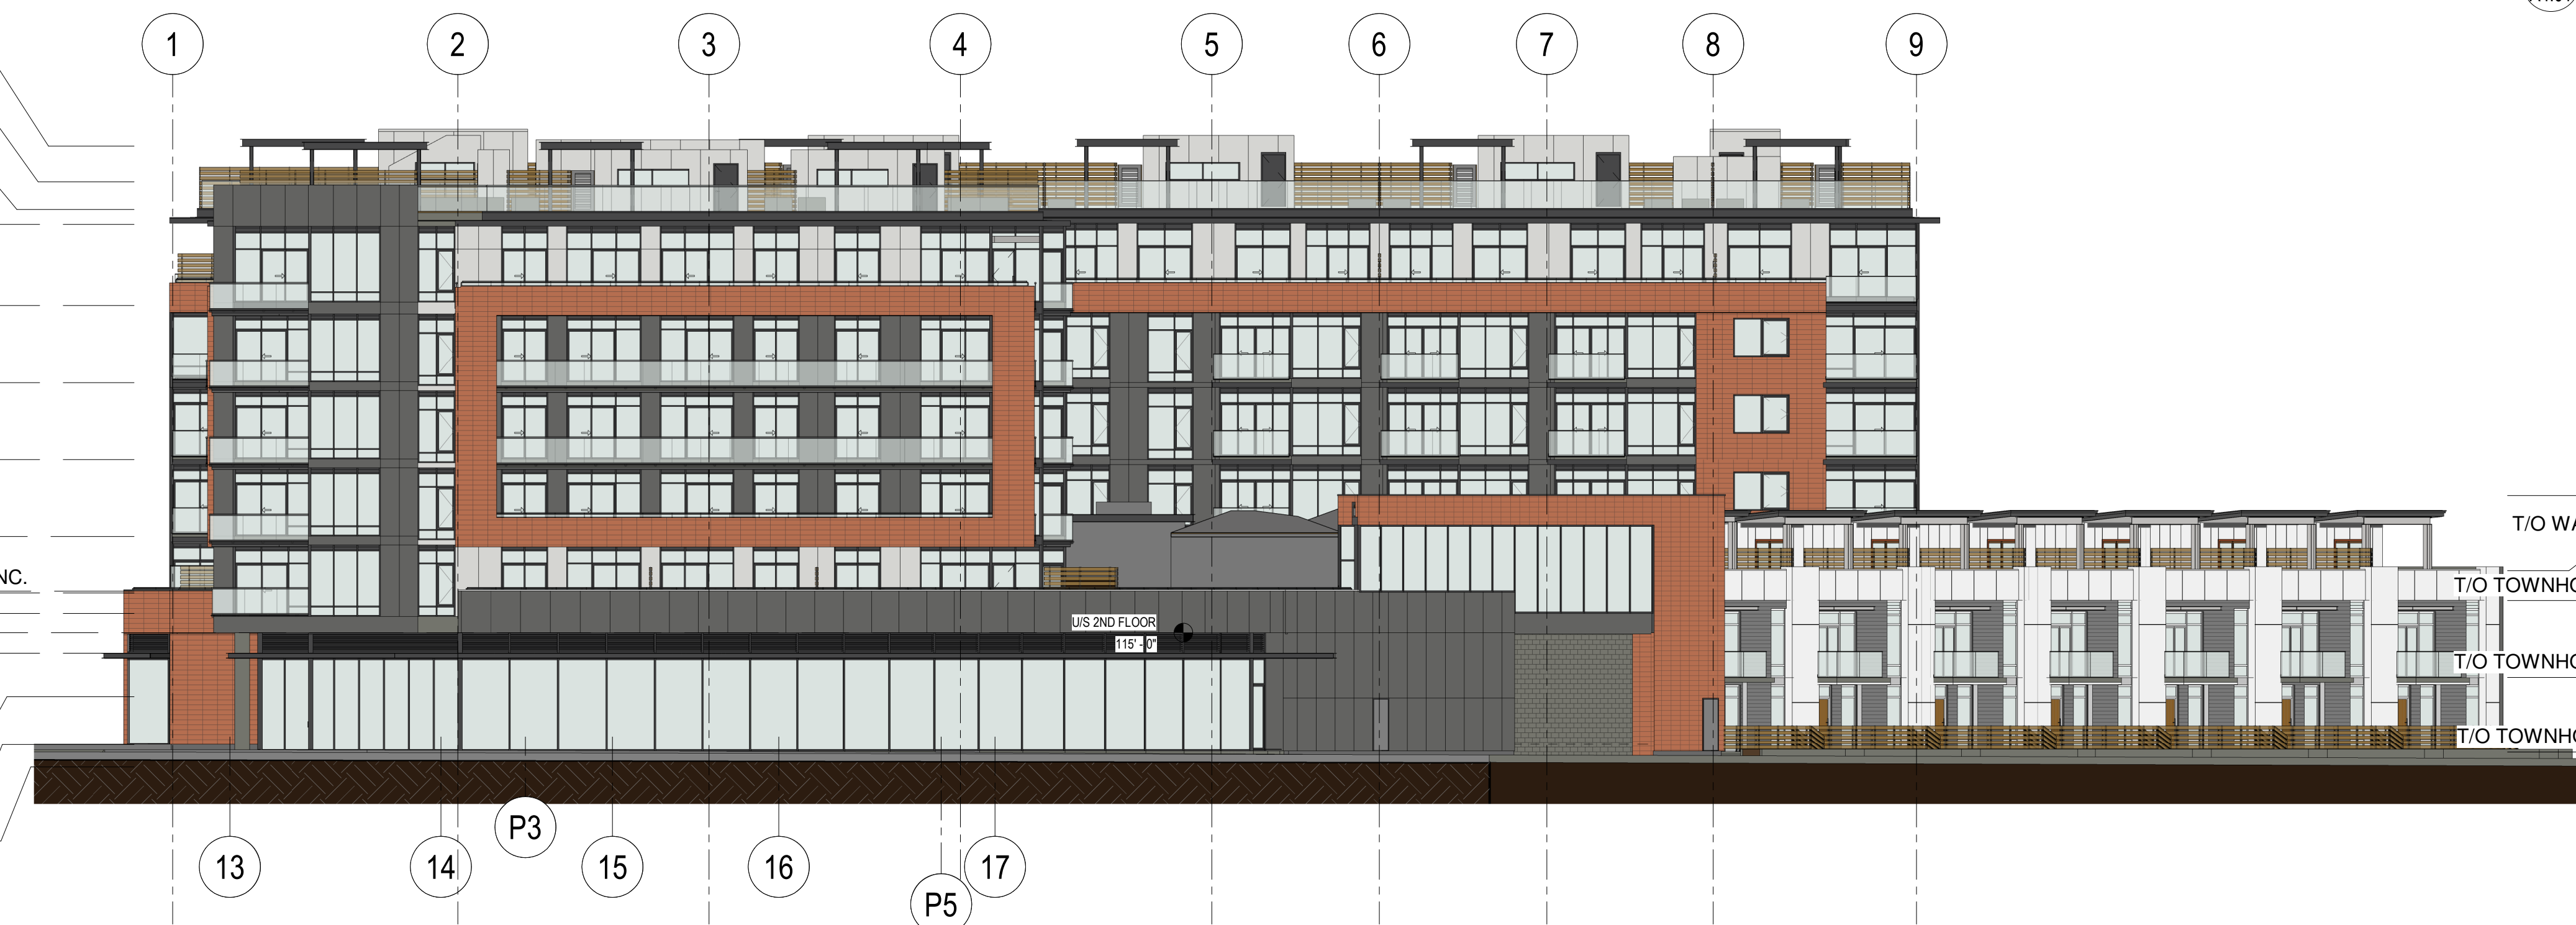 1 2 3 4 5 6 7 8 9
T/O WA
NC.
T/O TOWNHO
U/S 2ND FLOOR
115' - 0"
T/O TOWNHO
T/O TOWNHO
P3
13 14 15 16 17
P5